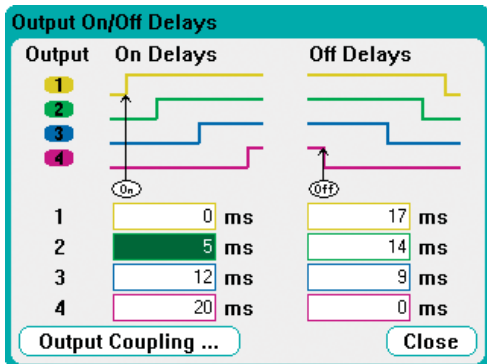 Output On/Off Delays
Output On Delays Off Delays
1
2
3
4
On Off
1 0 ms 17 ms
2 5 ms 14 ms
3 12 ms 9 ms
4 20 ms 0 ms
Output Coupling ... Close